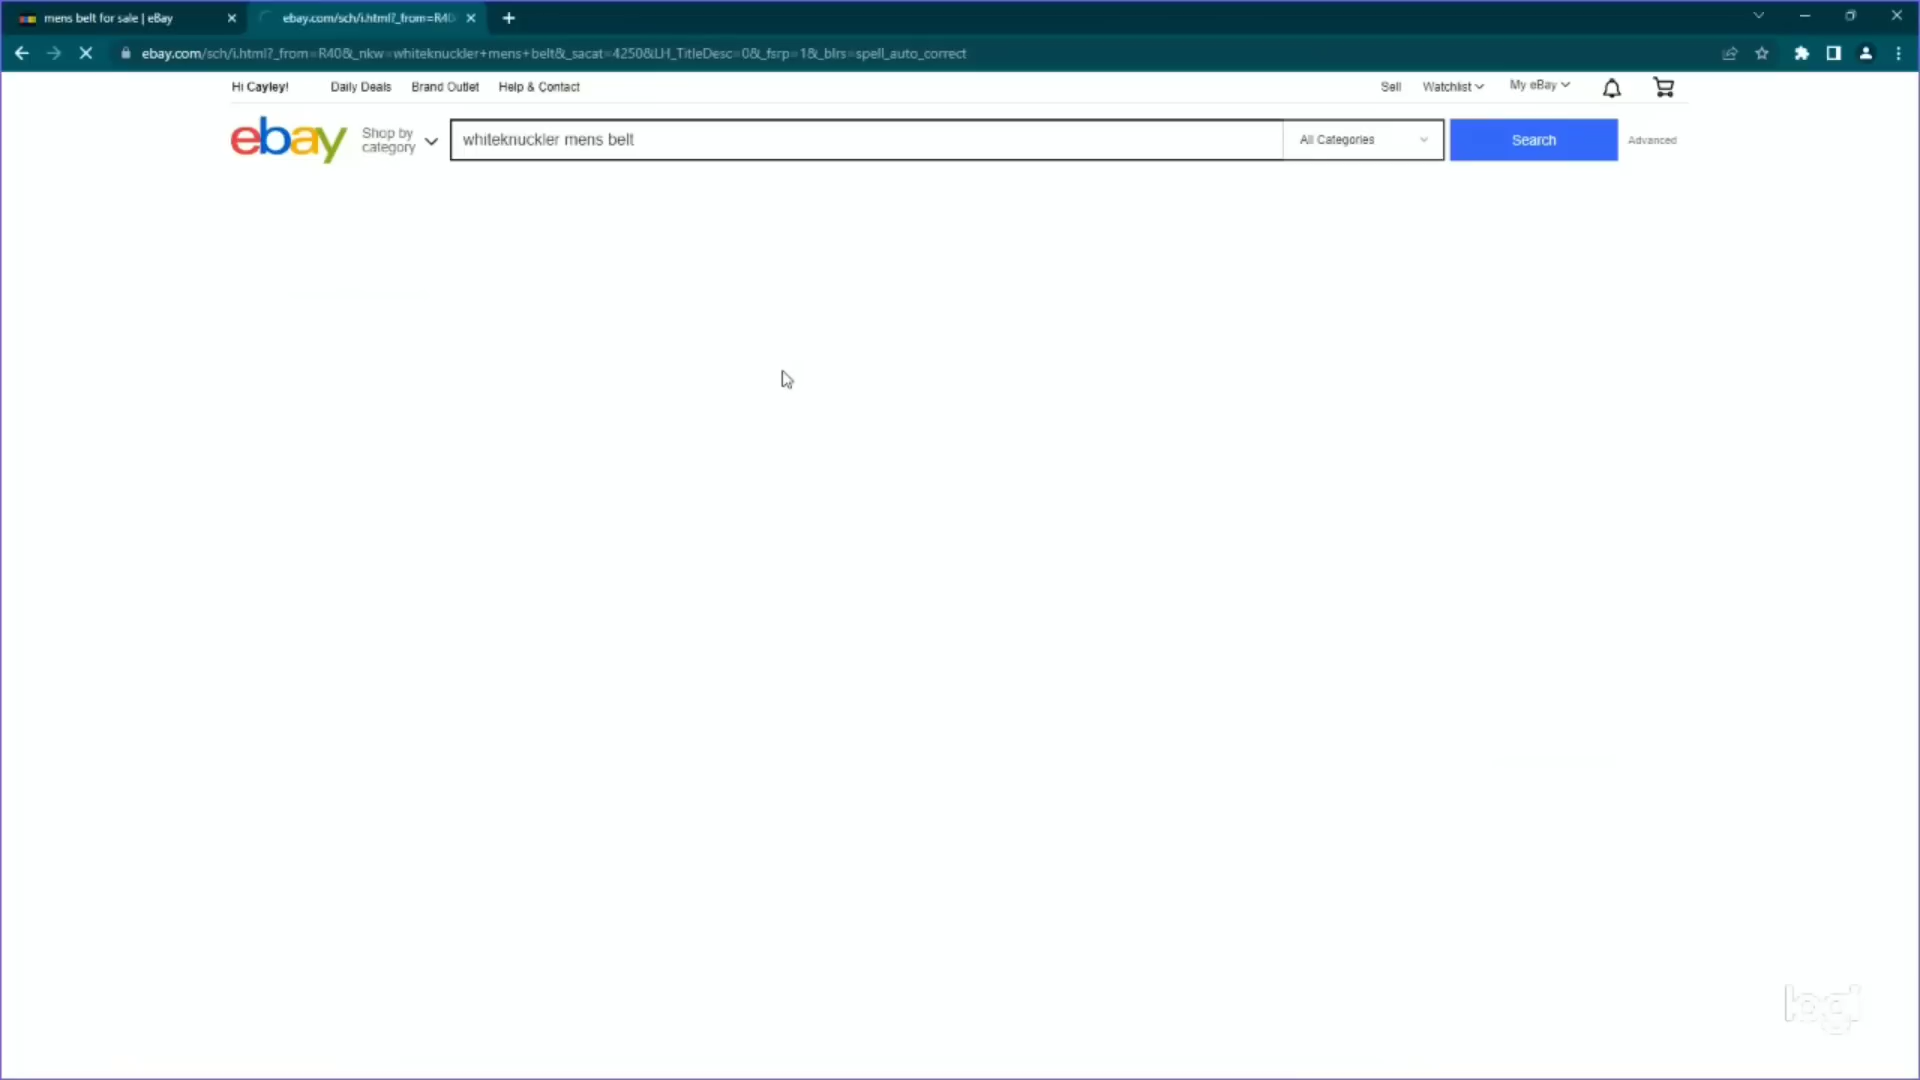 mens belt for sale | eBay
ebay.com/sch/i.html?_from=R40
ebay.com/sch/i.html?_from=R40&_nkw=whiteknuckler+mens+belt&_sacat=4250&LH_TitleDesc=0&_fsrp=1&_blrs=spell_auto_correct
Hi Cayley! Daily Deals Brand Outlet Help & Contact Sell Watchlist My eBay
ebay Shop by category whiteknuckler mens belt All Categories Search Advanced
logi